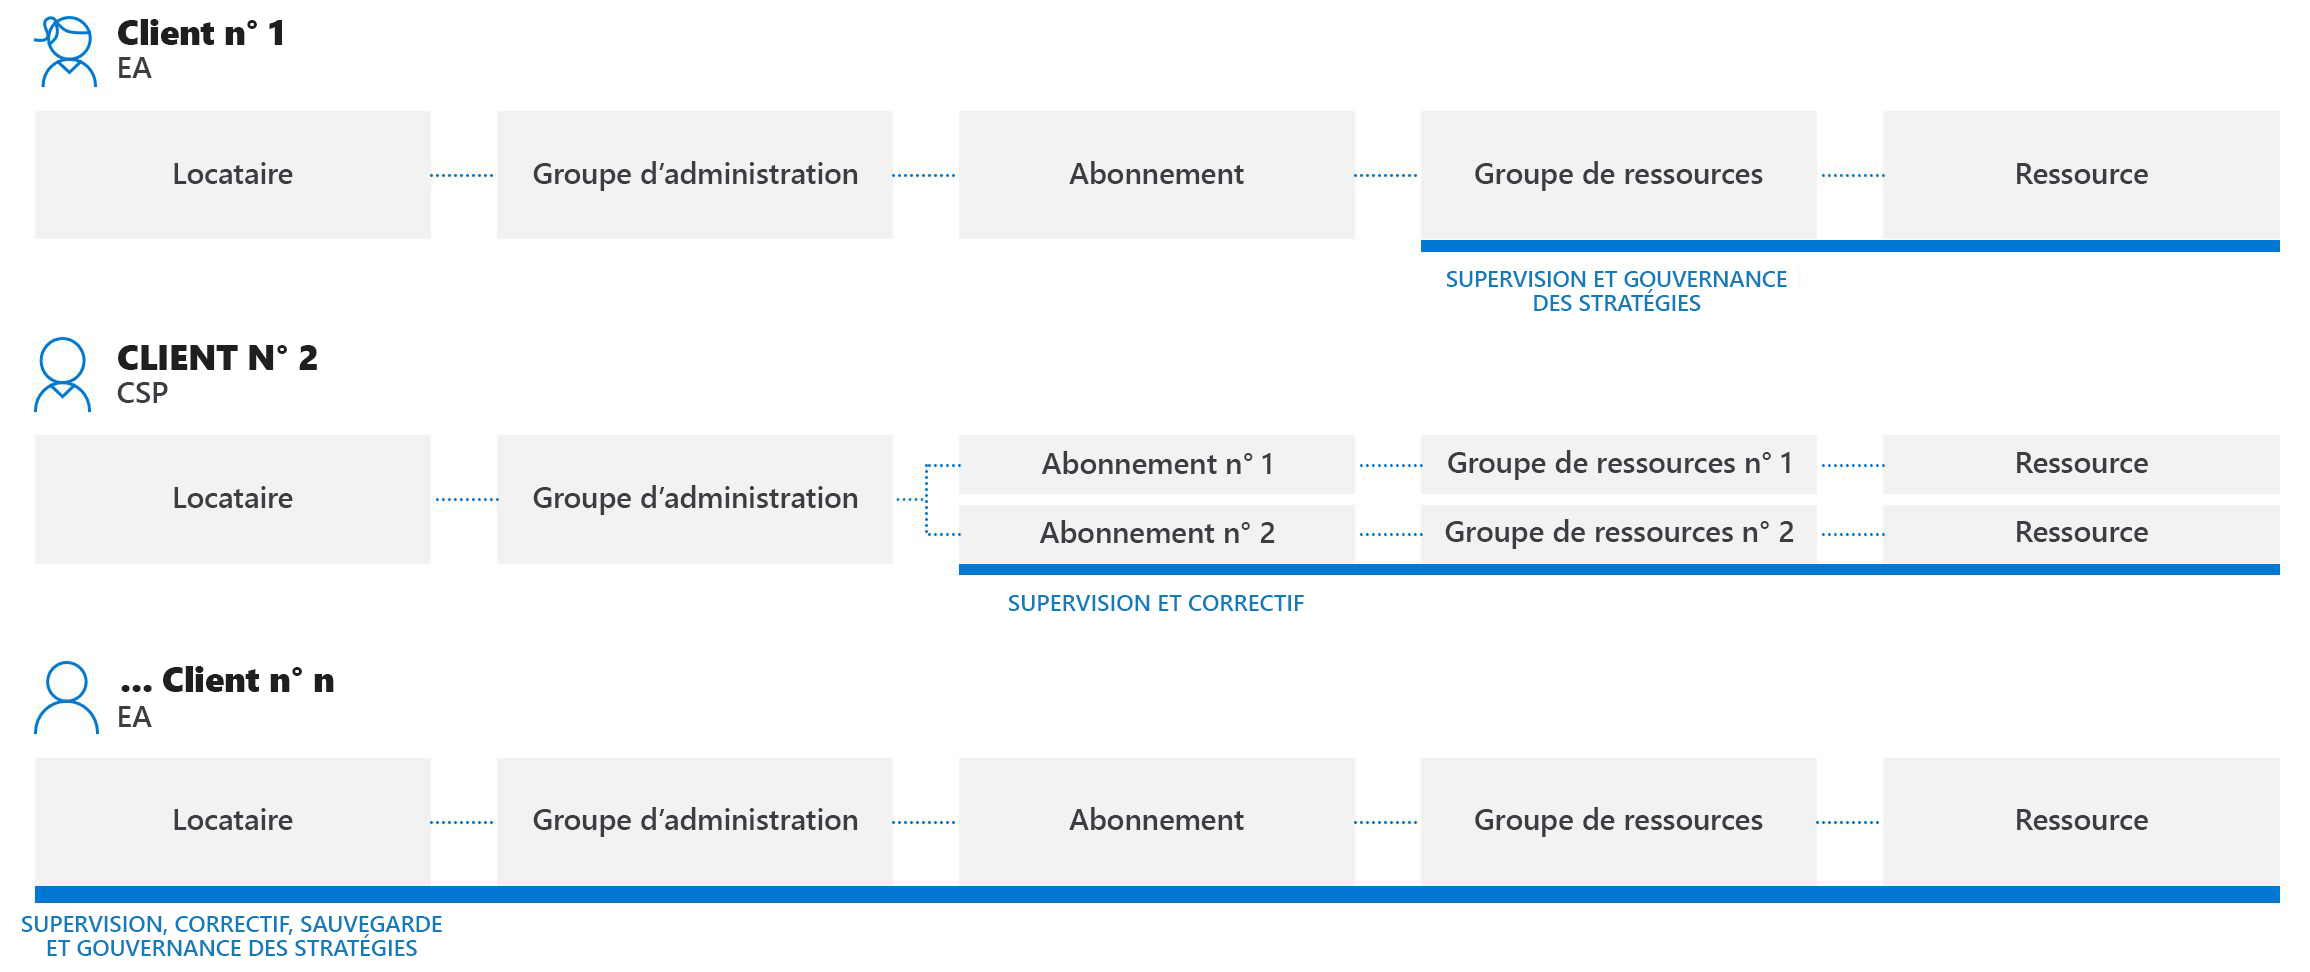 Client n° 1
EA
Locataire
Groupe d’administration
Abonnement
Groupe de ressources
Ressource
SUPERVISION ET GOUVERNANCE
DES STRATÉGIES
CLIENT N° 2
CSP
Locataire
Groupe d’administration
Abonnement n° 1
Groupe de ressources n° 1
Ressource
Abonnement n° 2
Groupe de ressources n° 2
Ressource
SUPERVISION ET CORRECTIF
... Client n° n
EA
Locataire
Groupe d’administration
Abonnement
Groupe de ressources
Ressource
SUPERVISION, CORRECTIF, SAUVEGARDE
ET GOUVERNANCE DES STRATÉGIES